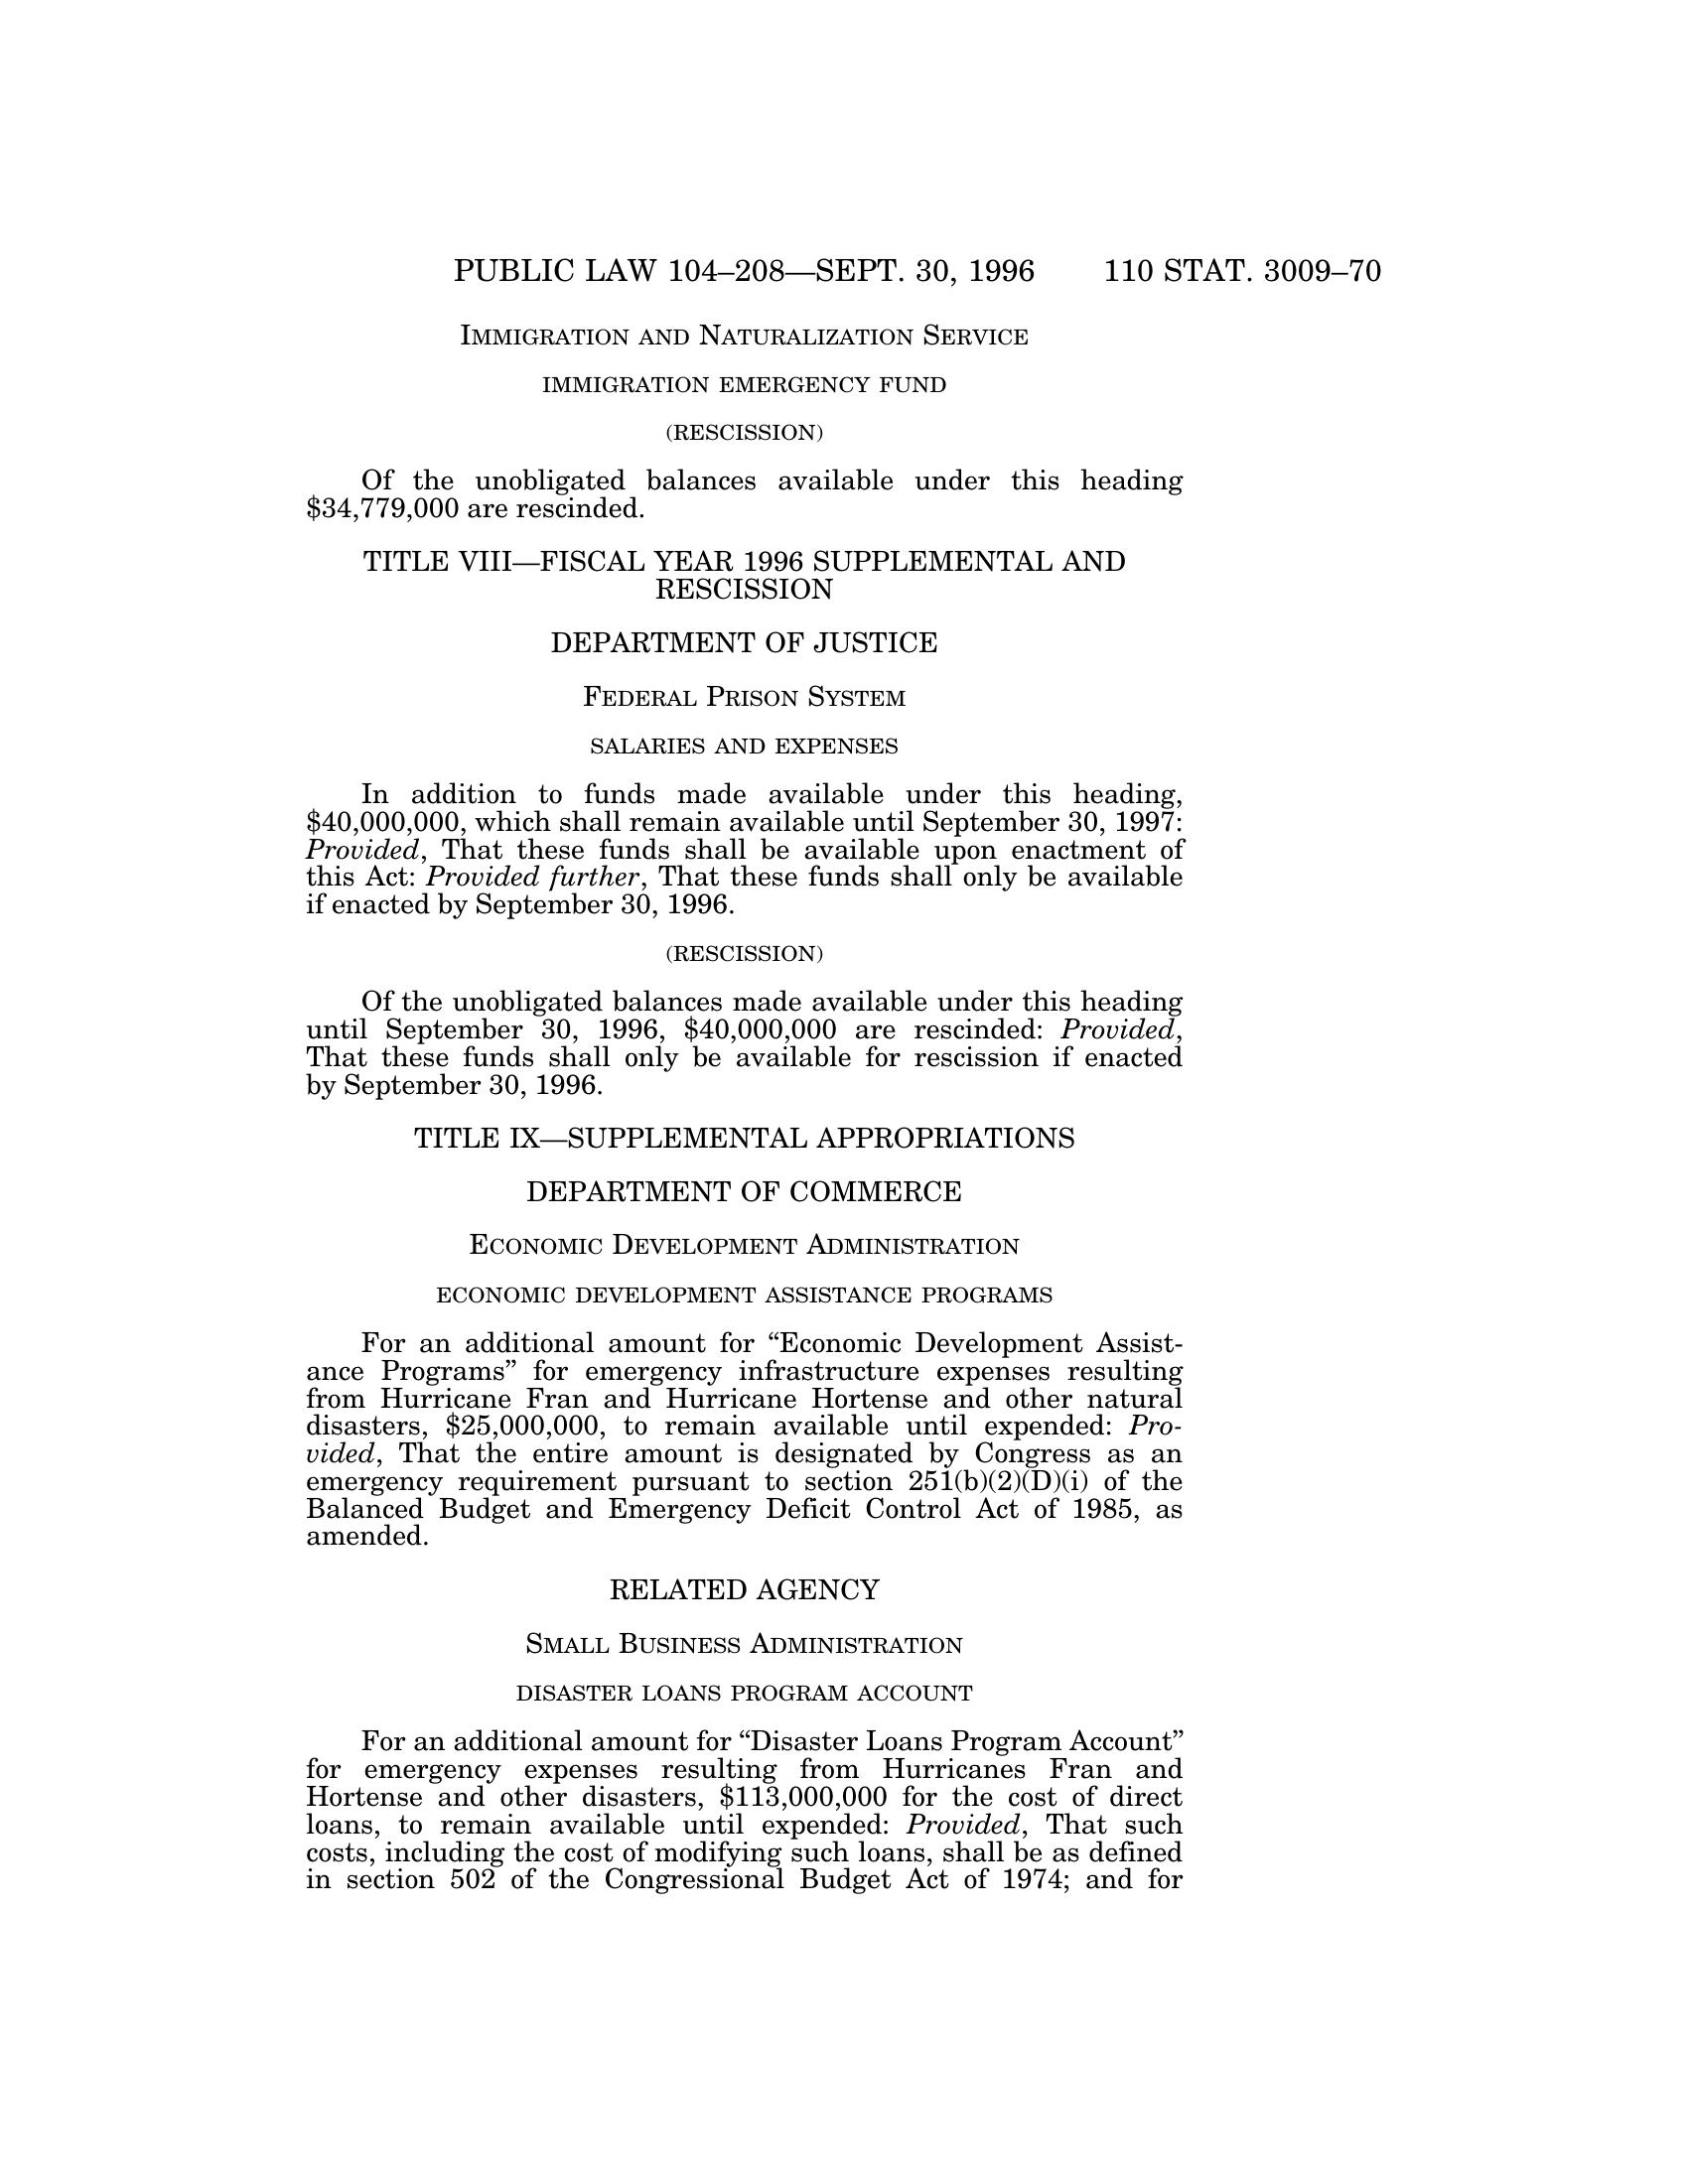 PUBLIC LAW 104–208—SEPT. 30, 1996 110 STAT. 3009–70
IMMIGRATION AND NATURALIZATION SERVICE
IMMIGRATION EMERGENCY FUND
(RESCISSION)
Of the unobligated balances available under this heading
$34,779,000 are rescinded.
TITLE VIII—FISCAL YEAR 1996 SUPPLEMENTAL AND
RESCISSION
DEPARTMENT OF JUSTICE
FEDERAL PRISON SYSTEM
SALARIES AND EXPENSES
In addition to funds made available under this heading,
$40,000,000, which shall remain available until September 30, 1997:
Provided, That these funds shall be available upon enactment of
this Act: Provided further, That these funds shall only be available
if enacted by September 30, 1996.
(RESCISSION)
Of the unobligated balances made available under this heading
until September 30, 1996, $40,000,000 are rescinded: Provided,
That these funds shall only be available for rescission if enacted
by September 30, 1996.
TITLE IX—SUPPLEMENTAL APPROPRIATIONS
DEPARTMENT OF COMMERCE
ECONOMIC DEVELOPMENT ADMINISTRATION
ECONOMIC DEVELOPMENT ASSISTANCE PROGRAMS
For an additional amount for “Economic Development Assist-
ance Programs” for emergency infrastructure expenses resulting
from Hurricane Fran and Hurricane Hortense and other natural
disasters, $25,000,000, to remain available until expended: Pro-
vided, That the entire amount is designated by Congress as an
emergency requirement pursuant to section 251(b)(2)(D)(i) of the
Balanced Budget and Emergency Deficit Control Act of 1985, as
amended.
RELATED AGENCY
SMALL BUSINESS ADMINISTRATION
DISASTER LOANS PROGRAM ACCOUNT
For an additional amount for “Disaster Loans Program Account”
for emergency expenses resulting from Hurricanes Fran and
Hortense and other disasters, $113,000,000 for the cost of direct
loans, to remain available until expended: Provided, That such
costs, including the cost of modifying such loans, shall be as defined
in section 502 of the Congressional Budget Act of 1974; and for